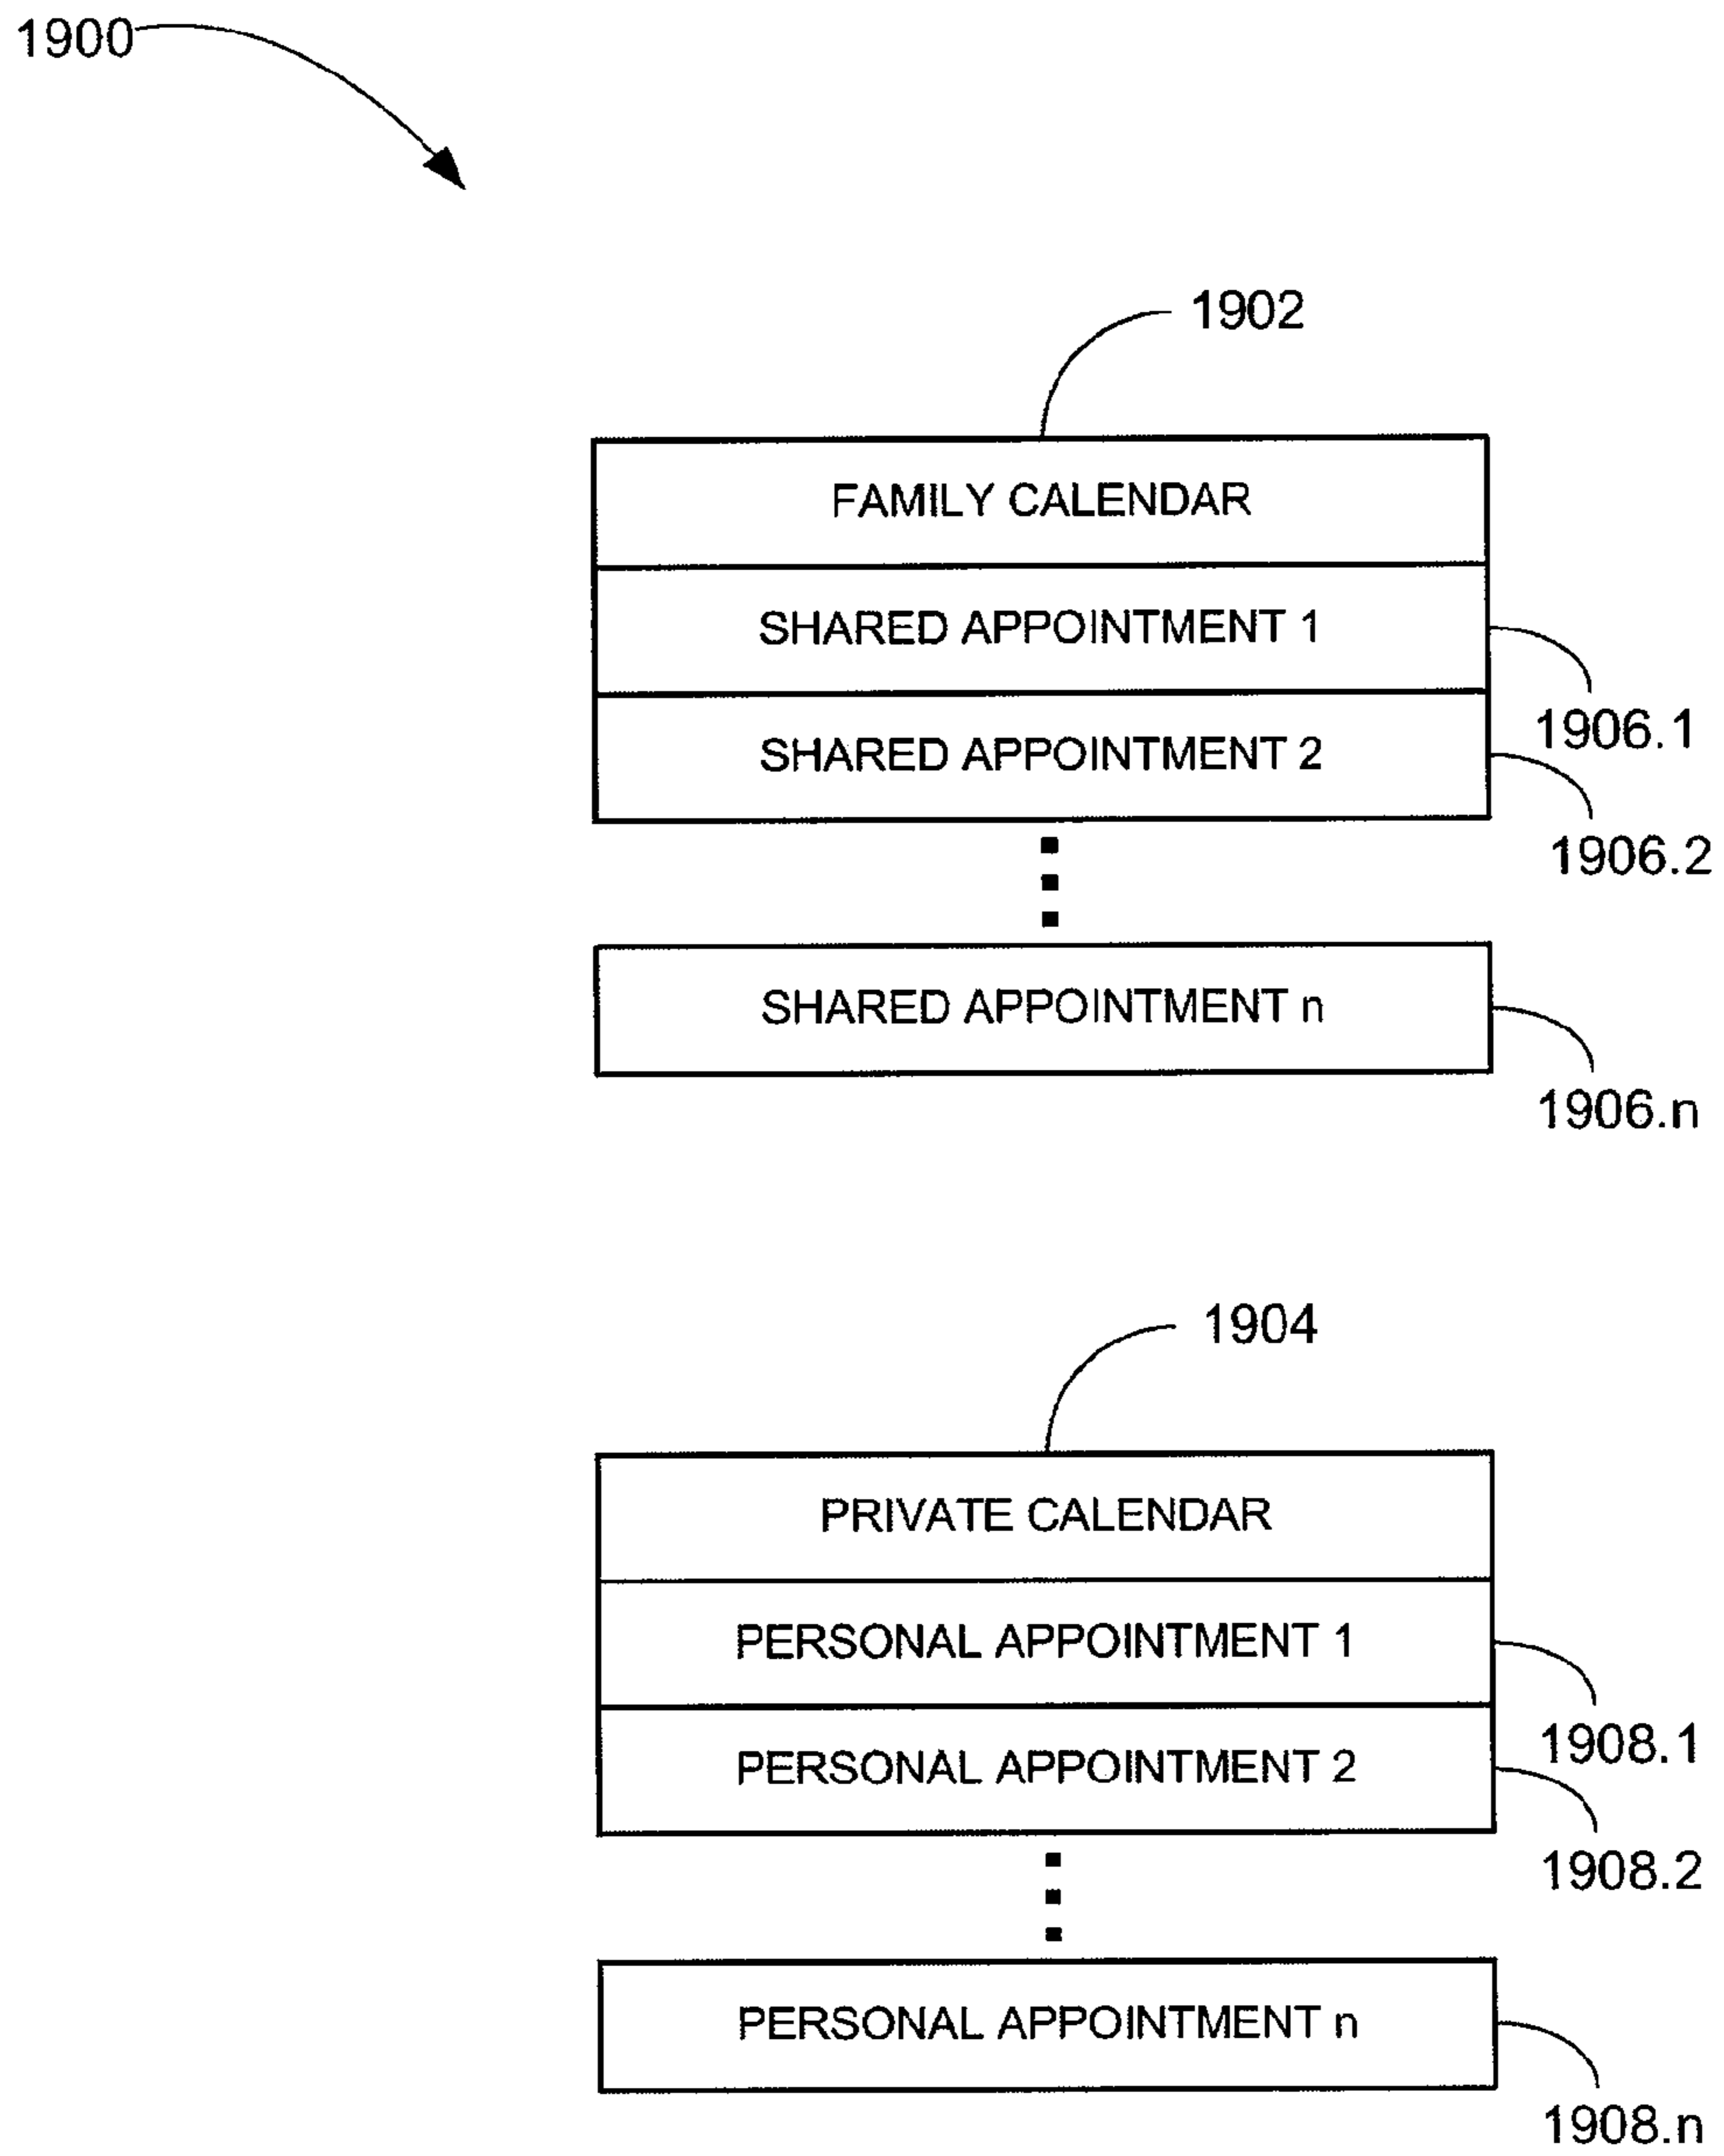 1900
1902
FAMILY CALENDAR
SHARED APPOINTMENT 1
1906.1
SHARED APPOINTMENT 2
1906.2
SHARED APPOINTMENT n
1906.n
1904
PRIVATE CALENDAR
PERSONAL APPOINTMENT 1
1908.1
PERSONAL APPOINTMENT 2
1908.2
PERSONAL APPOINTMENT n
1908.n